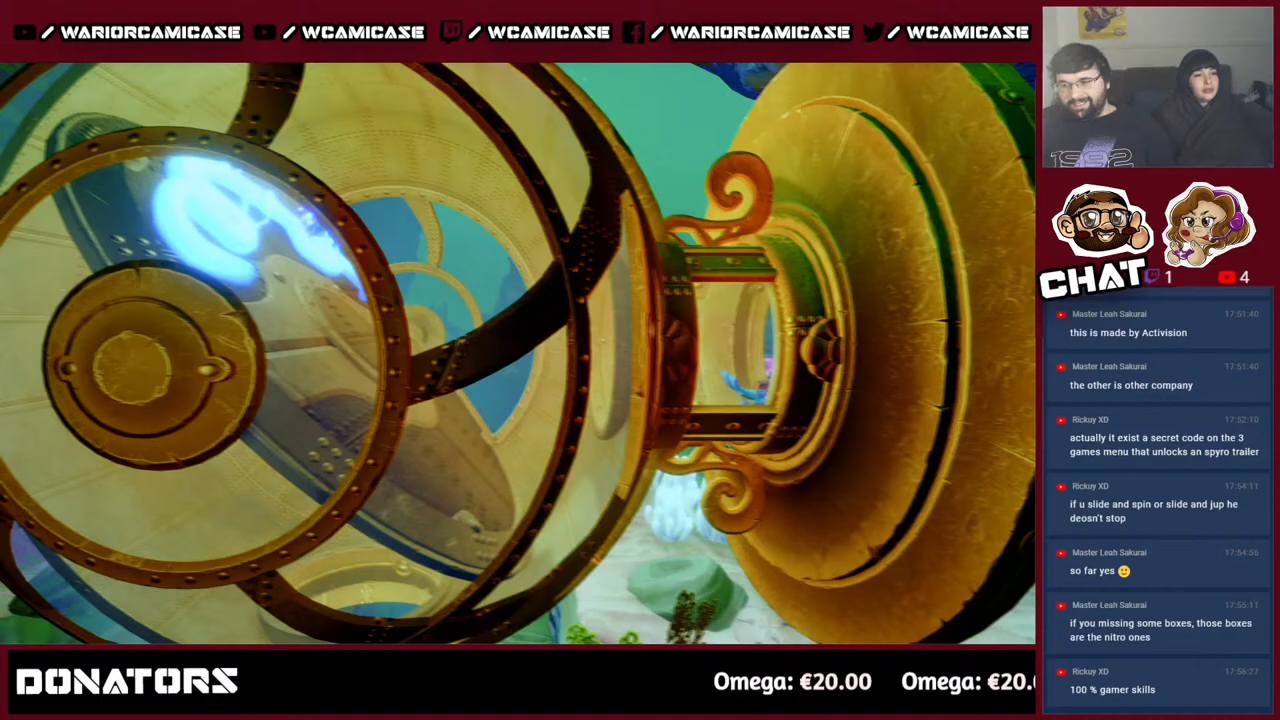 / WARIORCAMICASE / WCAMICASE / WCAMICASE / WARIORCAMICASE / WCAMICASE
1992
CHAT 1 4
Master Leah Sakurai 17:51:40
this is made by Activision
Master Leah Sakurai 17:51:40
the other is other company
Rickuy XD 17:52:10
actually it exist a secret code on the 3
games menu that unlocks an spyro trailer
Rickuy XD 17:54:11
if u slide and spin or slide and jup he
deosn't stop
Master Leah Sakurai 17:54:56
so far yes 🙂
Master Leah Sakurai 17:55:11
if you missing some boxes, those boxes
are the nitro ones
Rickuy XD 17:56:27
100 % gamer skills
DONATORS Omega: €20.00 Omega: €20.